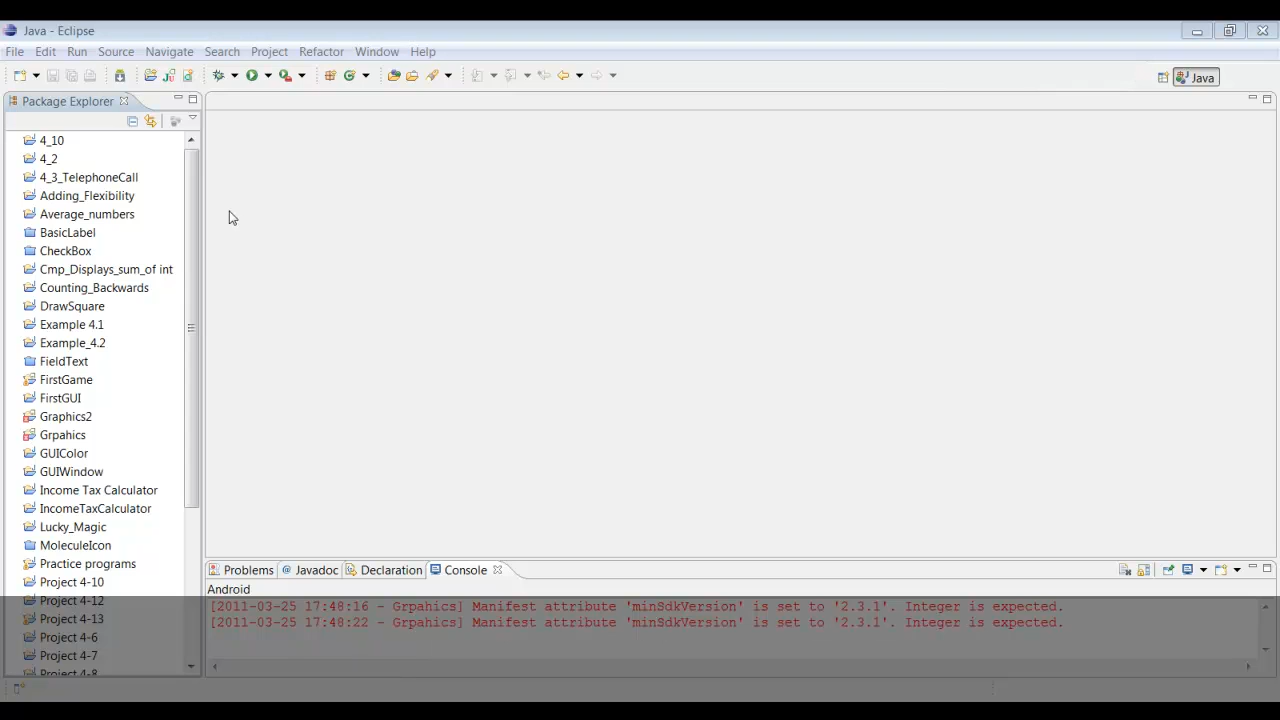 Java - Eclipse
File Edit Run Source Navigate Search Project Refactor Window Help
Java
Package Explorer
4_10
4_2
4_3_TelephoneCall
Adding_Flexibility
Average_numbers
BasicLabel
CheckBox
Cmp_Displays_sum_of int
Counting_Backwards
DrawSquare
Example 4.1
Example_4.2
FieldText
FirstGame
FirstGUI
Graphics2
Grpahics
GUIColor
GUIWindow
Income Tax Calculator
IncomeTaxCalculator
Lucky_Magic
MoleculeIcon
Practice programs
Project 4-10
Project 4-12
Project 4-13
Project 4-6
Project 4-7
Project 4-8
Problems Javadoc Declaration Console
Android
[2011-03-25 17:48:16 - Grpahics] Manifest attribute 'minSdkVersion' is set to '2.3.1'. Integer is expected.
[2011-03-25 17:48:22 - Grpahics] Manifest attribute 'minSdkVersion' is set to '2.3.1'. Integer is expected.